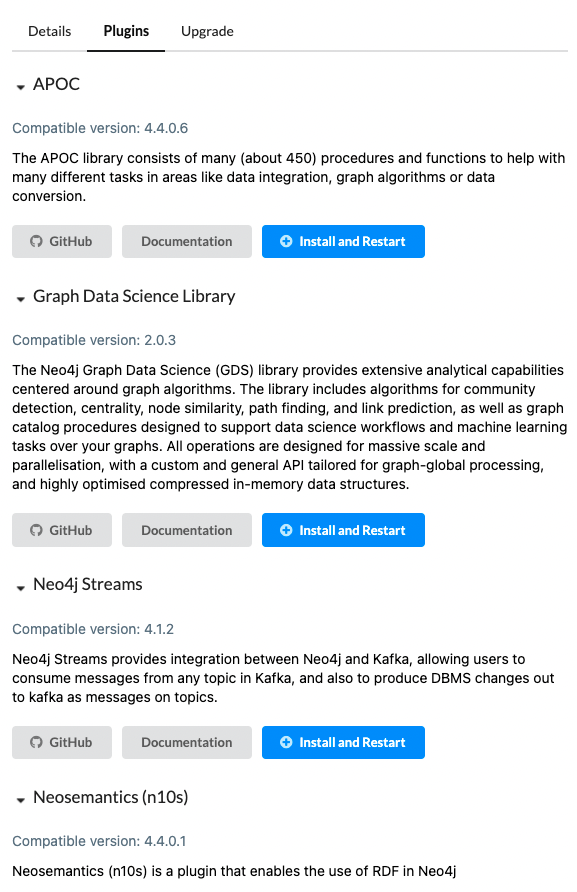 Details Plugins Upgrade
APOC
Compatible version: 4.4.0.6
The APOC library consists of many (about 450) procedures and functions to help with
many different tasks in areas like data integration, graph algorithms or data
conversion.
GitHub Documentation Install and Restart
Graph Data Science Library
Compatible version: 2.0.3
The Neo4j Graph Data Science (GDS) library provides extensive analytical capabilities
centered around graph algorithms. The library includes algorithms for community
detection, centrality, node similarity, path finding, and link prediction, as well as graph
catalog procedures designed to support data science workflows and machine learning
tasks over your graphs. All operations are designed for massive scale and
parallelisation, with a custom and general API tailored for graph-global processing,
and highly optimised compressed in-memory data structures.
GitHub Documentation Install and Restart
Neo4j Streams
Compatible version: 4.1.2
Neo4j Streams provides integration between Neo4j and Kafka, allowing users to
consume messages from any topic in Kafka, and also to produce DBMS changes out
to kafka as messages on topics.
GitHub Documentation Install and Restart
Neosemantics (n10s)
Compatible version: 4.4.0.1
Neosemantics (n10s) is a plugin that enables the use of RDF in Neo4j